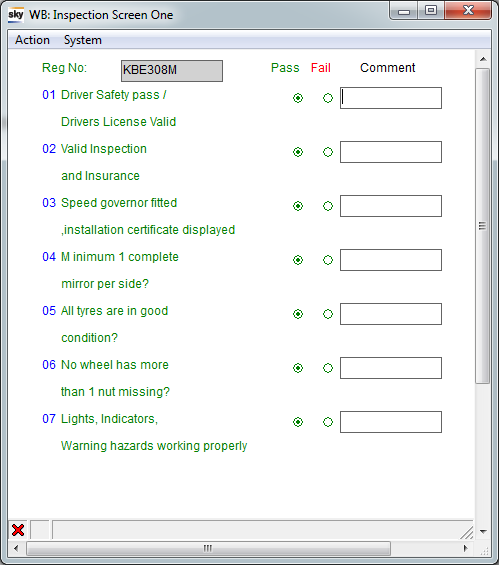 sky WB: Inspection Screen One
Action System
Reg No: KBE308M Pass Fail Comment
01 Driver Safety pass /
Drivers License Valid
02 Valid Inspection
and Insurance
03 Speed governor fitted
,installation certificate displayed
04 M inimum 1 complete
mirror per side?
05 All tyres are in good
condition?
06 No wheel has more
than 1 nut missing?
07 Lights, Indicators,
Warning hazards working properly